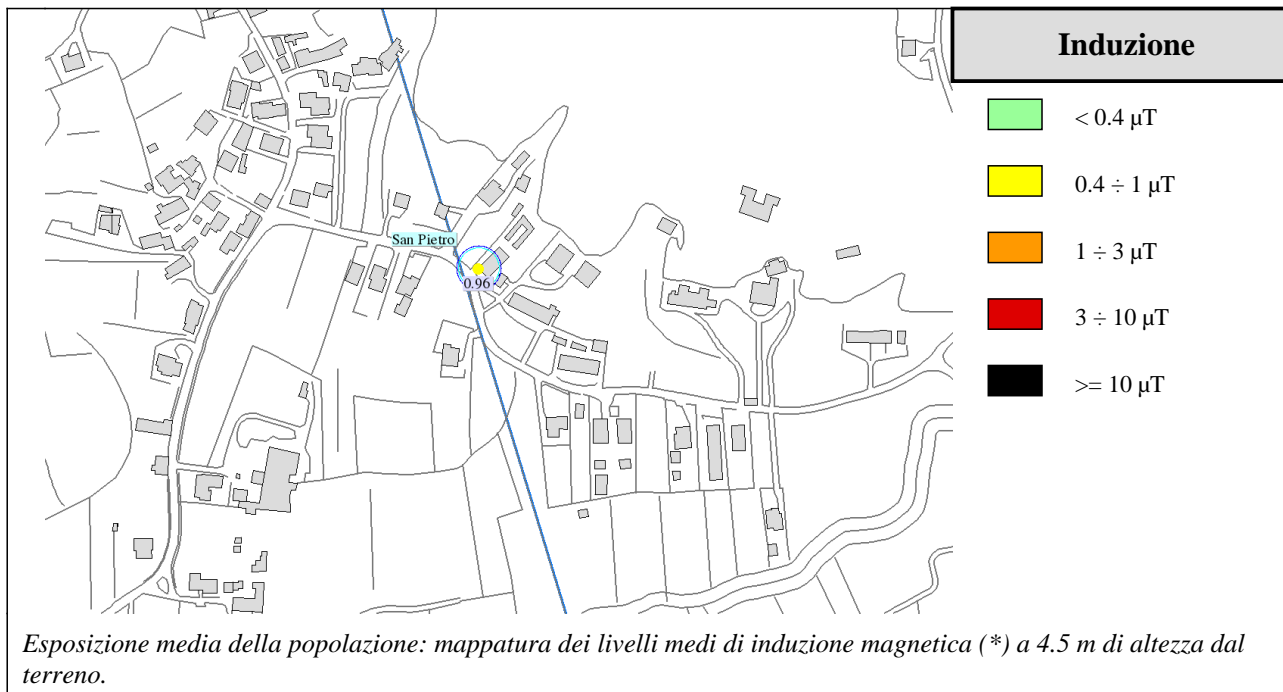 Induzione
< 0.4 µT
0.4 ÷ 1 µT
1 ÷ 3 µT
3 ÷ 10 µT
>= 10 µT
San Pietro
0.96
Esposizione media della popolazione: mappatura dei livelli medi di induzione magnetica (*) a 4.5 m di altezza dal
terreno.